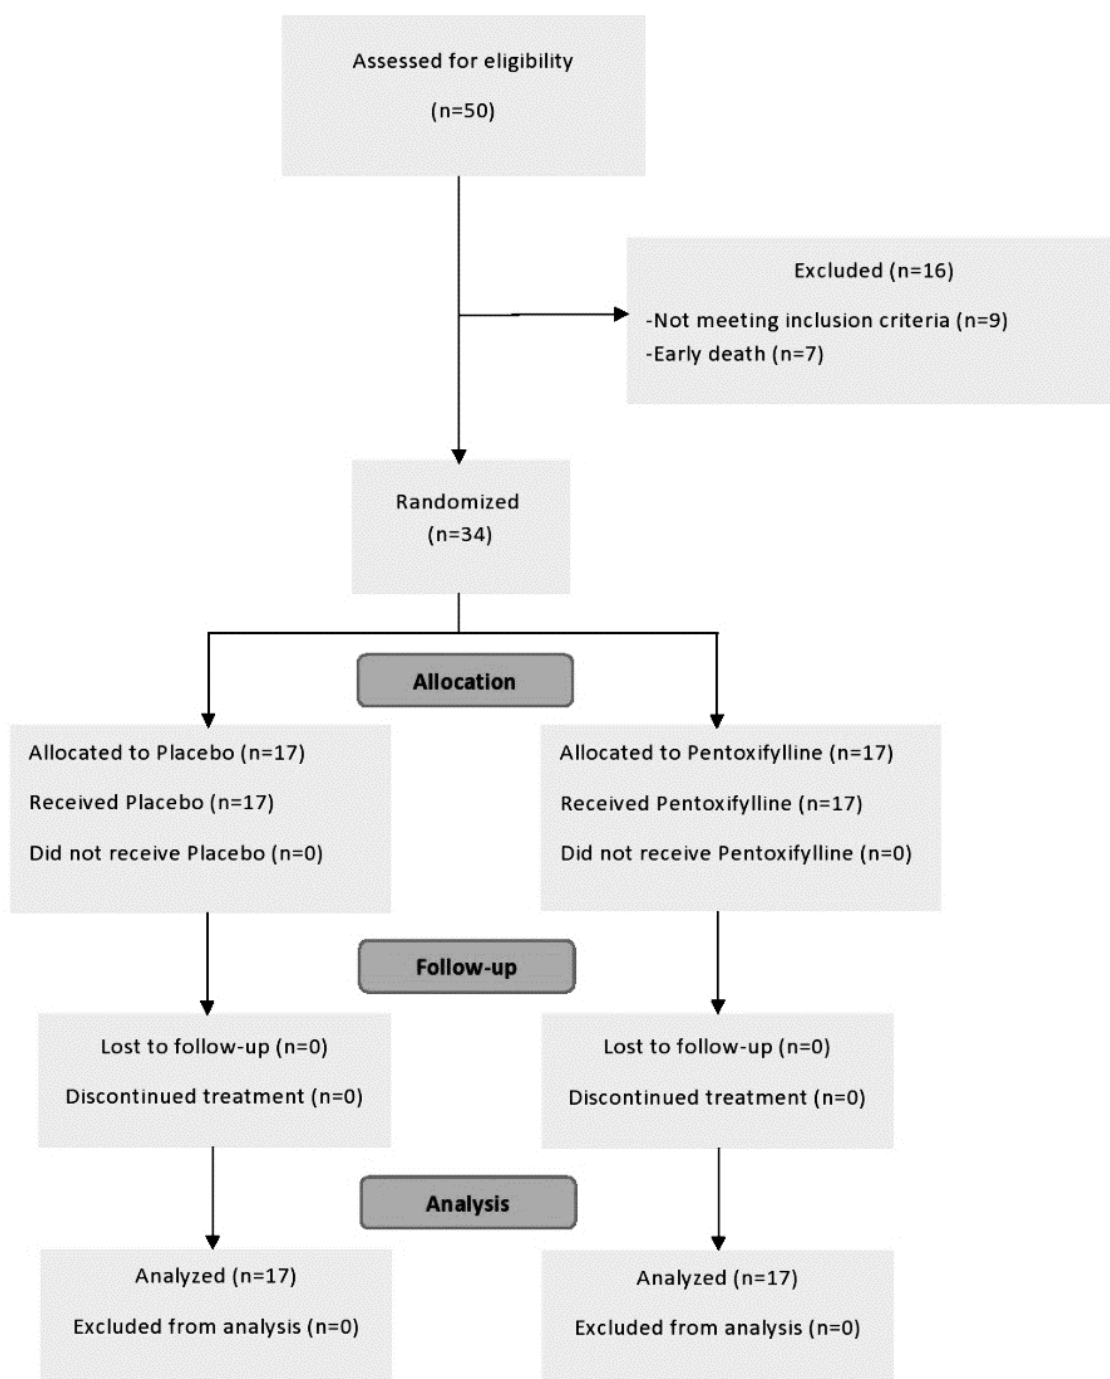 Assessed for eligibility
(n=50)
Excluded (n=16)
-Not meeting inclusion criteria (n=9)
-Early death (n=7)
Randomized
(n=34)
Allocation
Allocated to Placebo (n=17)
Received Placebo (n=17)
Did not receive Placebo (n=0)
Allocated to Pentoxifylline (n=17)
Received Pentoxifylline (n=17)
Did not receive Pentoxifylline (n=0)
Follow-up
Lost to follow-up (n=0)
Discontinued treatment (n=0)
Lost to follow-up (n=0)
Discontinued treatment (n=0)
Analysis
Analyzed (n=17)
Excluded from analysis (n=0)
Analyzed (n=17)
Excluded from analysis (n=0)